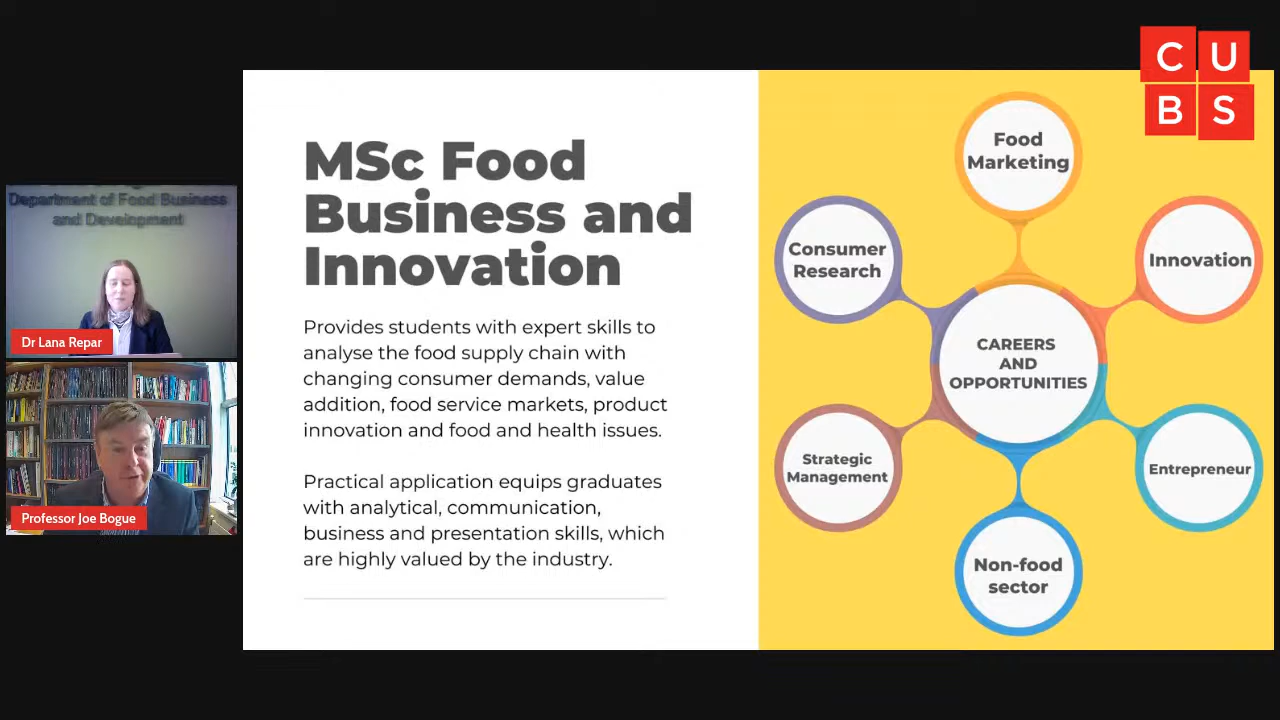 C U
B S
Department of Food Business
and Development
Dr Lana Repar
Professor Joe Bogue
MSc Food
Business and
Innovation
Provides students with expert skills to
analyse the food supply chain with
changing consumer demands, value
addition, food service markets, product
innovation and food and health issues.
Practical application equips graduates
with analytical, communication,
business and presentation skills, which
are highly valued by the industry.
Food
Marketing
Consumer
Research
Innovation
CAREERS
AND
OPPORTUNITIES
Strategic
Management
Entrepreneur
Non-food
sector